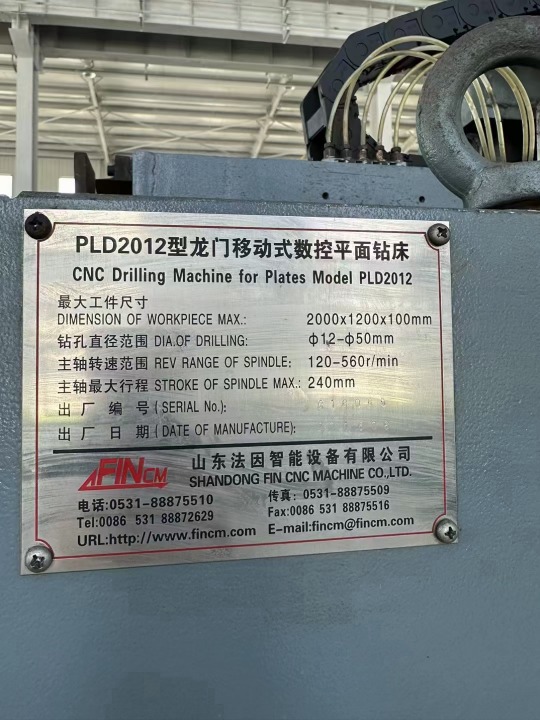 PLD2012型龙门移动式数控平面钻床
CNC Drilling Machine for Plates Model PLD2012
最大工件尺寸
DIMENSION OF WORKPIECE MAX.: 2000x1200x100mm
钻孔直径范围 DIA.OF DRILLING: Φ12-Φ50mm
主轴转速范围 REV RANGE OF SPINDLE: 120-560r/min
主轴最大行程 STROKE OF SPINDLE MAX.: 240mm
出厂编号 (SERIAL No.):
出厂日期 (DATE OF MANUFACTURE):
FINCM 山东法因智能设备有限公司
SHANDONG FIN CNC MACHINE CO.,LTD.
电话:0531-88875510 传真: 0531-88875509
Tel:0086 531 88872629 Fax:0086 531 88875516
URL:http://www.fincm.com E-mail:fincm@fincm.com